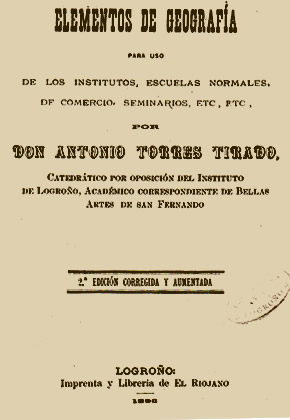 ELEMENTOS DE GEOGRAFÍA
PARA USO
DE LOS INSTITUTOS, ESCUELAS NORMALES,
DE COMERCIO, SEMINARIOS, ETC, ETC,
POR
DON ANTONIO TORRES TIRADO,
CATEDRÁTICO POR OPOSICIÓN DEL INSTITUTO
DE LOGROÑO, ACADÉMICO CORRESPONDIENTE DE BELLAS
ARTES DE SAN FERNANDO
2.ª EDICIÓN CORREGIDA Y AUMENTADA
LOGROÑO
LOGROÑO:
Imprenta y Librería de EL RIOJANO